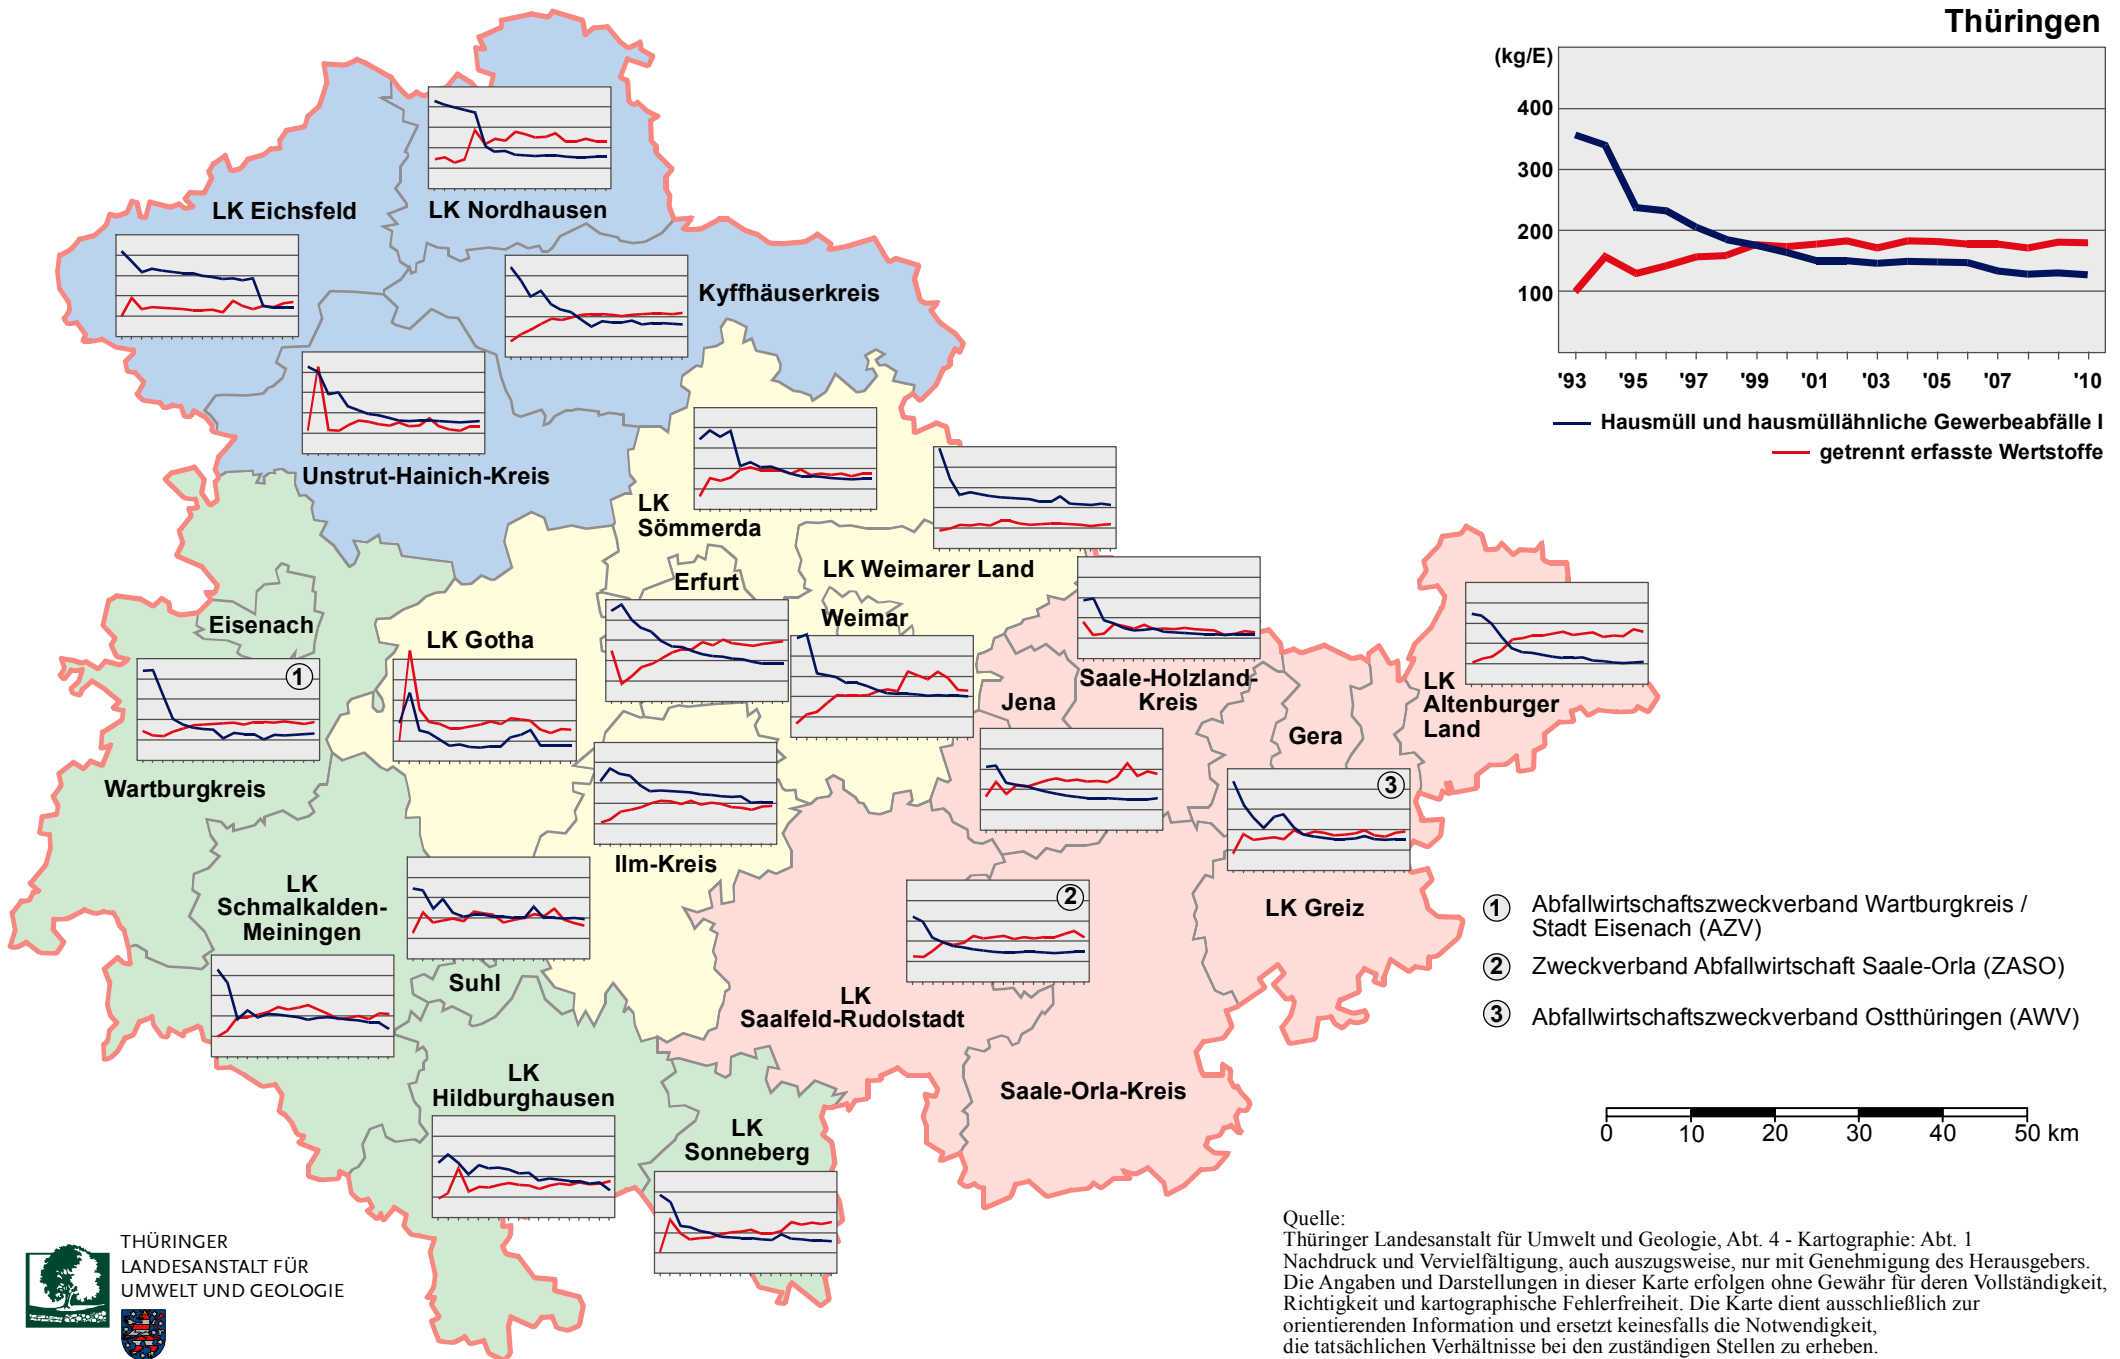 Thüringen
(kg/E)
400
300
200
100
'93 '95 '97 '99 '01 '03 '05 '07 '10
Hausmüll und hausmüllähnliche Gewerbeabfälle I
getrennt erfasste Wertstoffe
LK Eichsfeld
LK Nordhausen
Kyffhäuserkreis
Unstrut-Hainich-Kreis
LK
Sömmerda
Erfurt
LK Weimarer Land
Weimar
Eisenach
LK Gotha
1
Wartburgkreis
Jena
Saale-Holzland-
Kreis
Gera
LK
Altenburger
Land
3
Ilm-Kreis
LK
Schmalkalden-
Meiningen
Suhl
2
LK Greiz
LK
Saalfeld-Rudolstadt
Saale-Orla-Kreis
LK
Hildburghausen
LK
Sonneberg
1 Abfallwirtschaftszweckverband Wartburgkreis /
Stadt Eisenach (AZV)
2 Zweckverband Abfallwirtschaft Saale-Orla (ZASO)
3 Abfallwirtschaftszweckverband Ostthüringen (AWV)
0 10 20 30 40 50 km
THÜRINGER
LANDESANSTALT FÜR
UMWELT UND GEOLOGIE
Quelle:
Thüringer Landesanstalt für Umwelt und Geologie, Abt. 4 - Kartographie: Abt. 1
Nachdruck und Vervielfältigung, auch auszugsweise, nur mit Genehmigung des Herausgebers.
Die Angaben und Darstellungen in dieser Karte erfolgen ohne Gewähr für deren Vollständigkeit,
Richtigkeit und kartographische Fehlerfreiheit. Die Karte dient ausschließlich zur
orientierenden Information und ersetzt keinesfalls die Notwendigkeit,
die tatsächlichen Verhältnisse bei den zuständigen Stellen zu erheben.